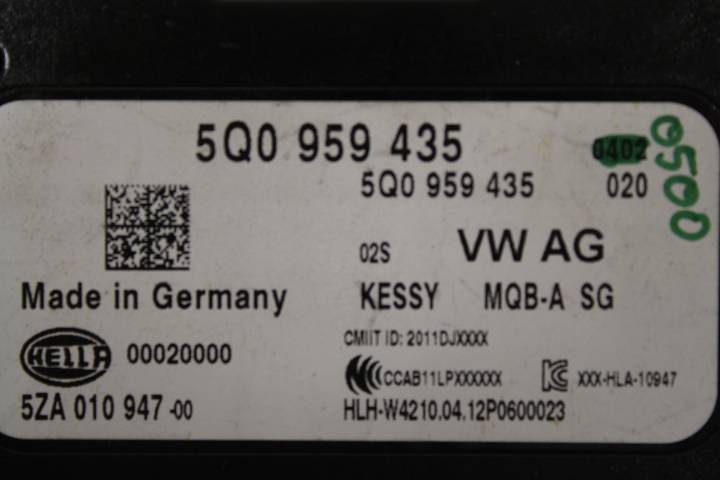 5Q0 959 435 0402 0500
5Q0 959 435 020
02S VW AG
Made in Germany KESSY MQB-A SG
CMIIT ID: 2011DJXXXX
HELLA 00020000
CCAB11LPXXXXXX XXX-HLA-10947
5ZA 010 947 -00 HLH-W4210.04.12P0600023